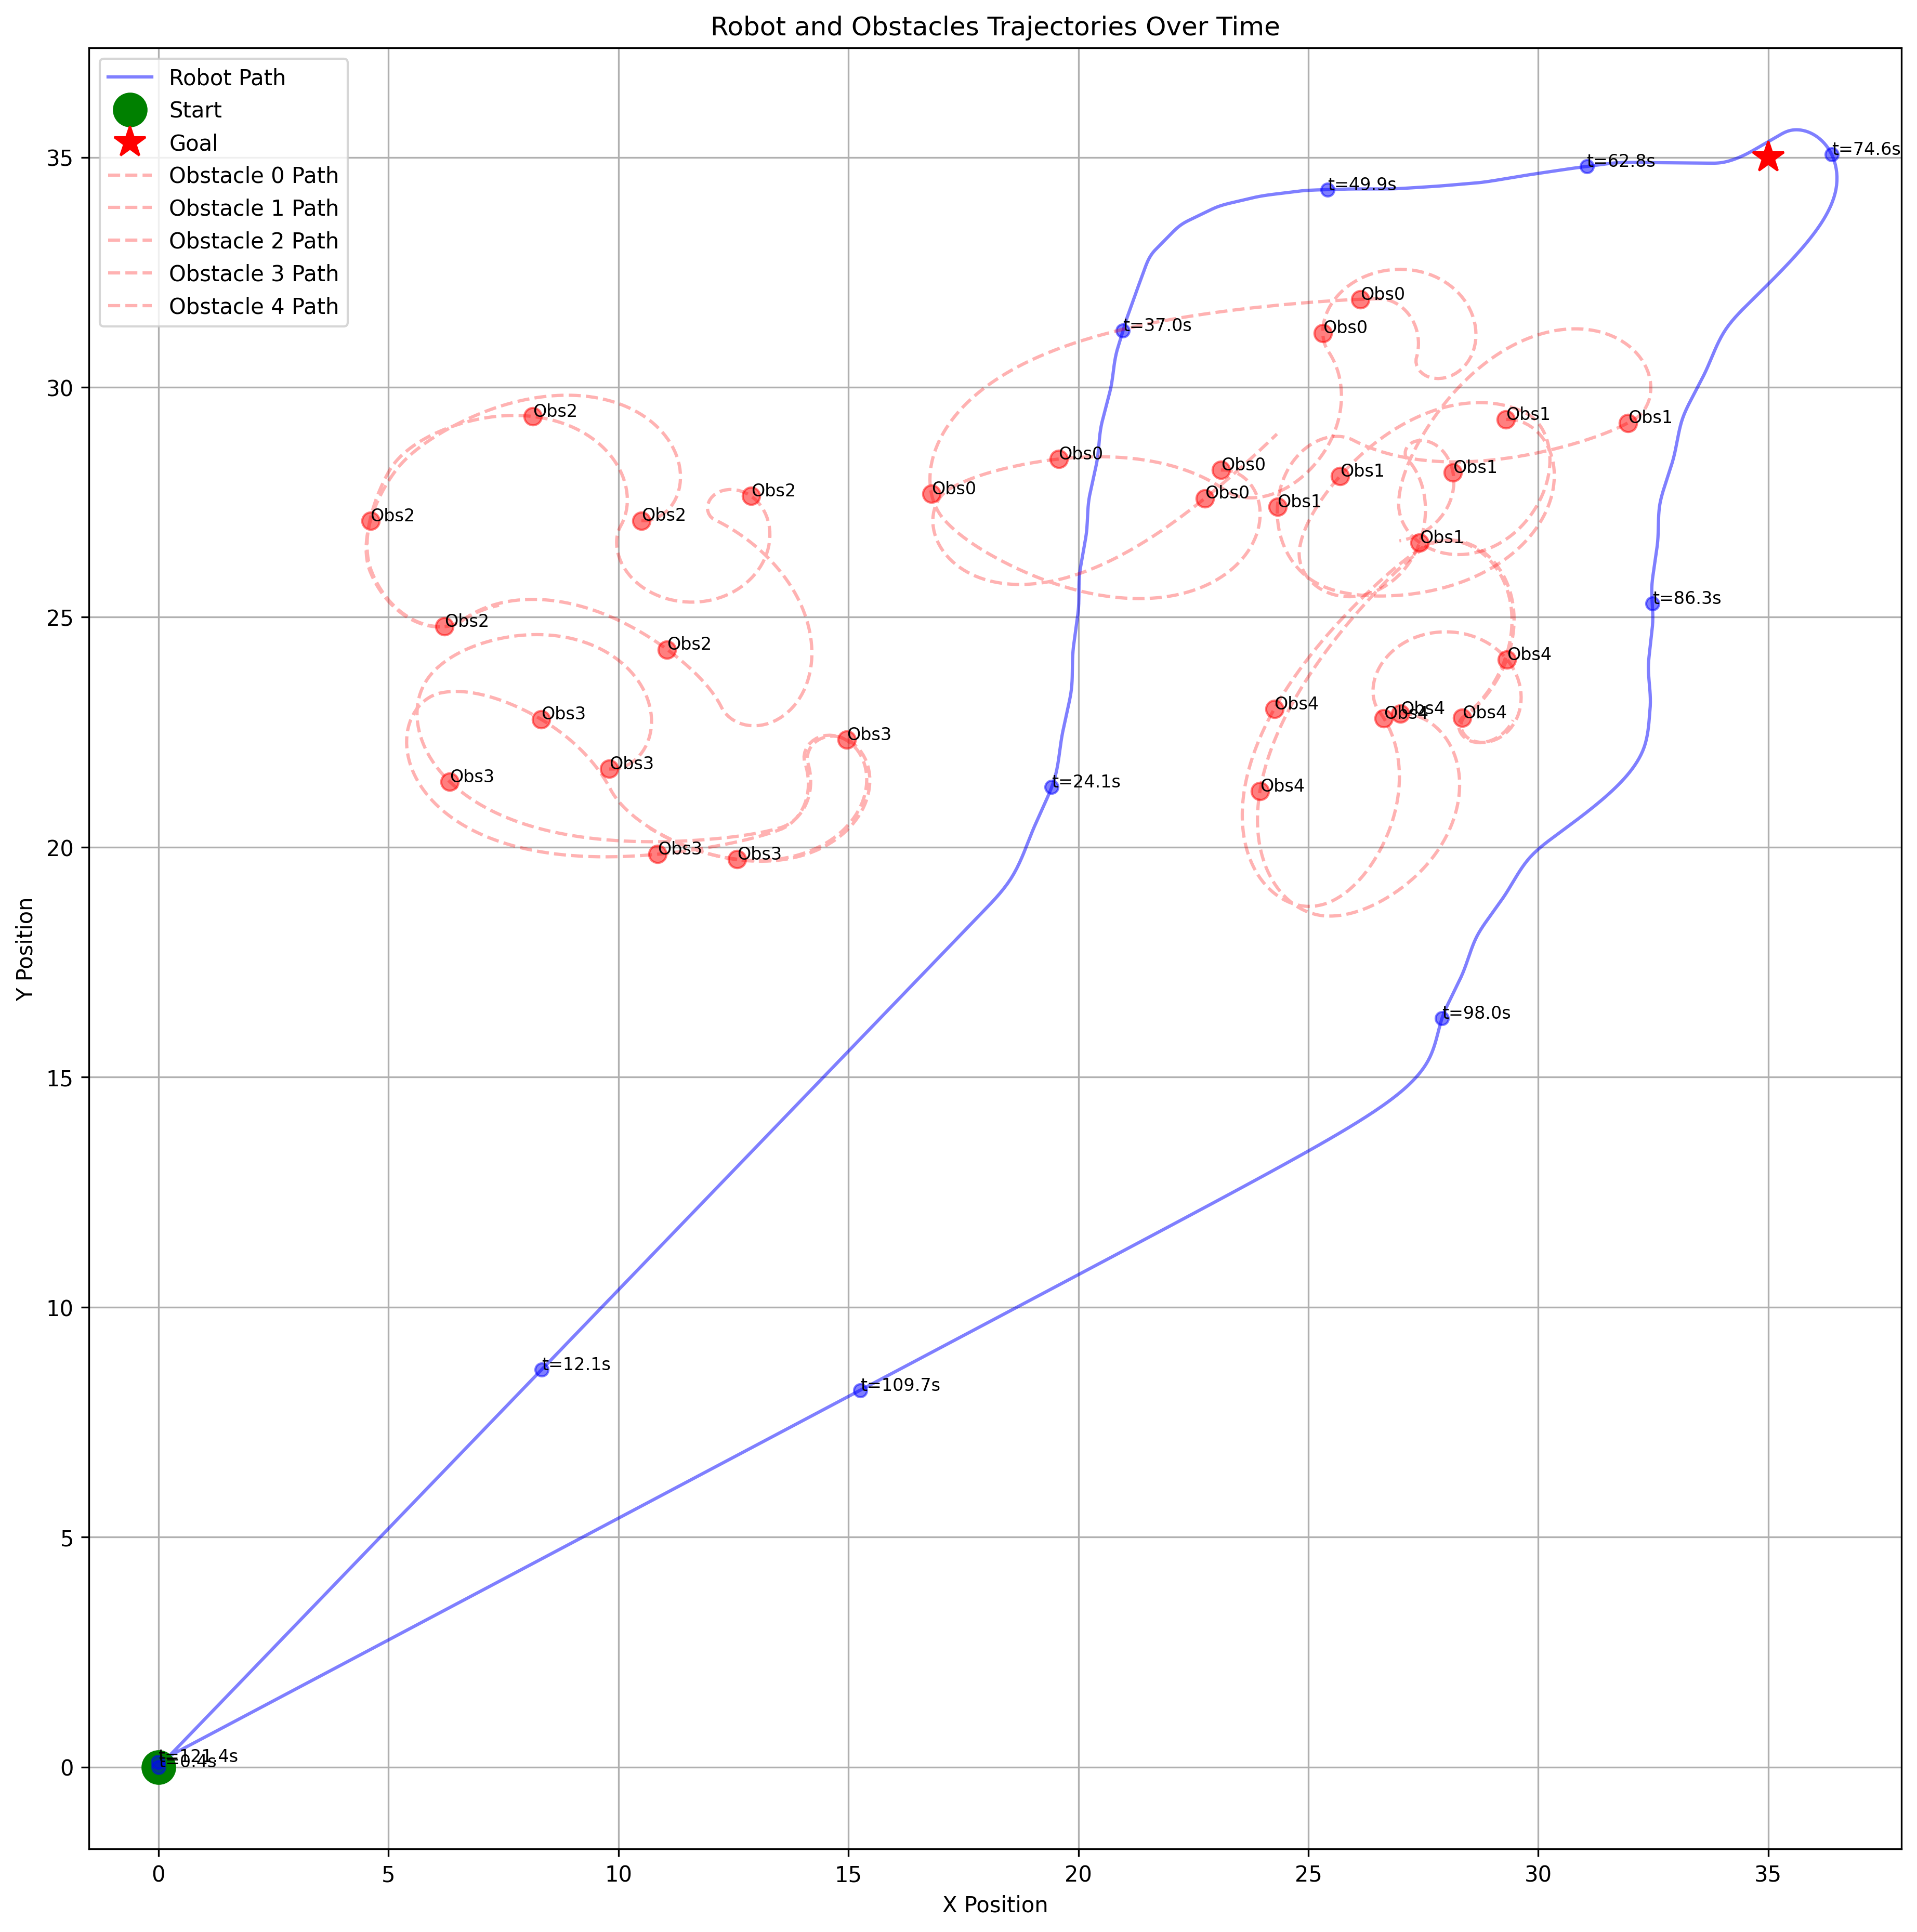 Robot and Obstacles Trajectories Over Time
Robot Path
Start
Goal
Obstacle 0 Path
Obstacle 1 Path
Obstacle 2 Path
Obstacle 3 Path
Obstacle 4 Path
t=74.6s
t=62.8s
t=49.9s
t=37.0s
Obs0
Obs0
Obs2
Obs1
Obs1
Obs0
Obs0
Obs1
Obs1
Obs0
Obs0
Obs2
Obs2
Obs2
Obs1
Obs1
t=86.3s
Obs2
Obs2
Obs4
Obs4
Obs4
Obs4
Obs4
Obs3
Obs3
Obs3
Obs3
t=24.1s
Obs4
Obs3
Obs3
t=98.0s
t=12.1s
t=109.7s
t=121.4s
t=0.4s
35
30
25
20
15
10
5
0
Y Position
0 5 10 15 20 25 30 35
X Position